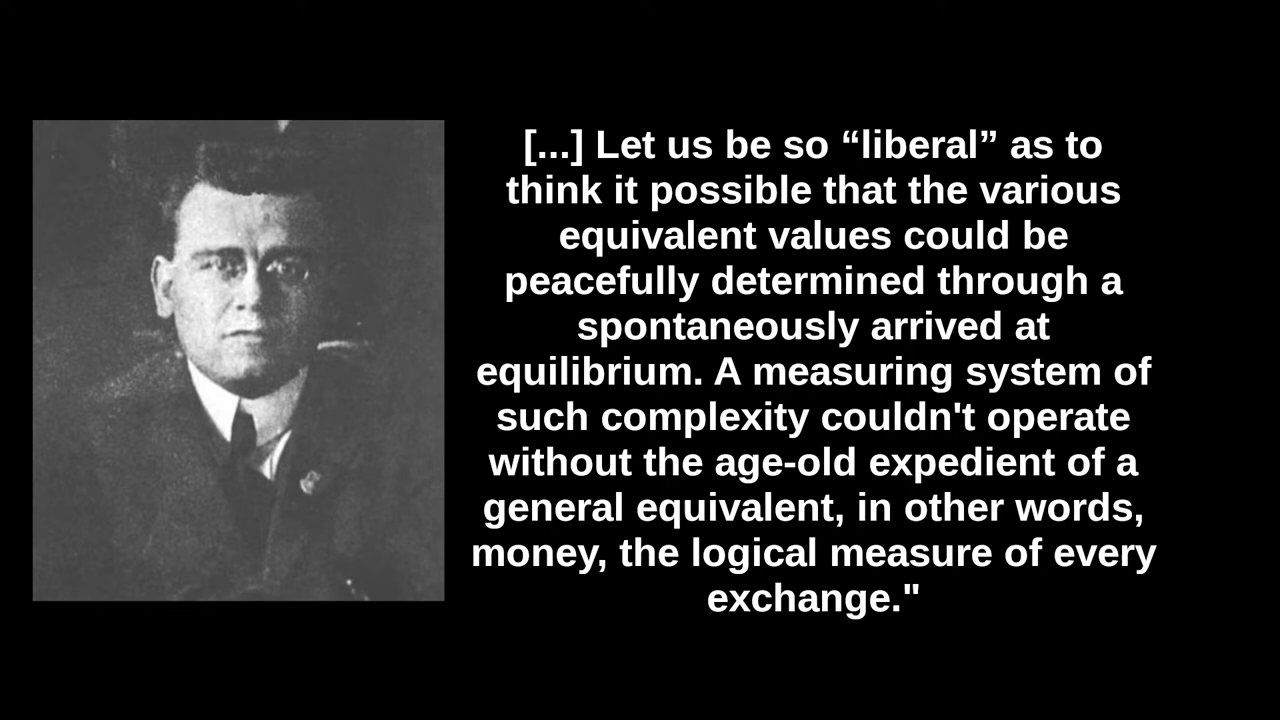 [...] Let us be so “liberal” as to
think it possible that the various
equivalent values could be
peacefully determined through a
spontaneously arrived at
equilibrium. A measuring system of
such complexity couldn't operate
without the age-old expedient of a
general equivalent, in other words,
money, the logical measure of every
exchange."